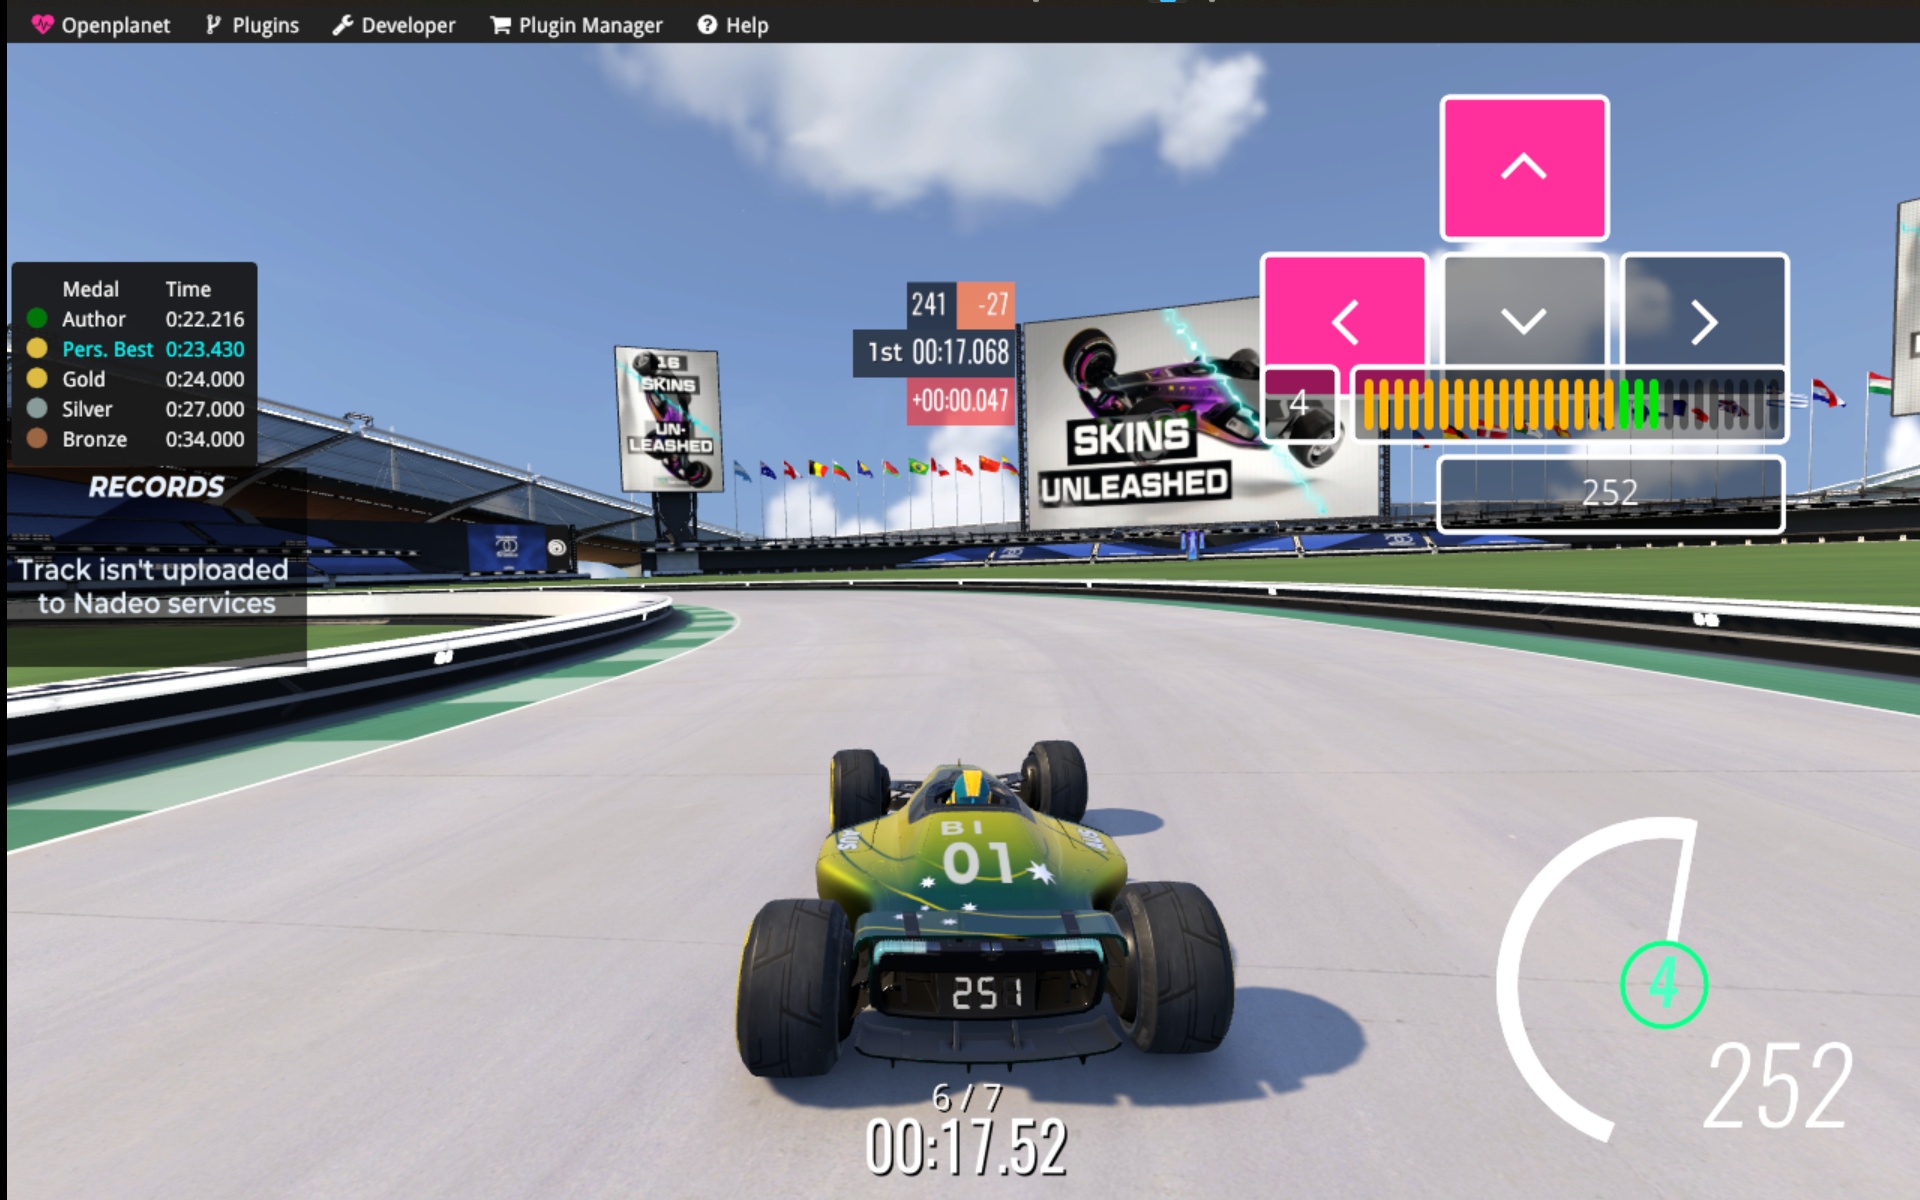 Openplanet Plugins Developer Plugin Manager Help
Medal Time
Author 0:22.216
Pers. Best 0:23.430
Gold 0:24.000
Silver 0:27.000
Bronze 0:34.000
RECORDS
Track isn't uploaded
to Nadeo services
241 -27
1st 00:17.068
+00:00.047
16
SKINS
UN-
LEASHED
SKINS
UNLEASHED
4
252
BI
01
AUS
AUS
251
6 / 7
00:17.52
4
252